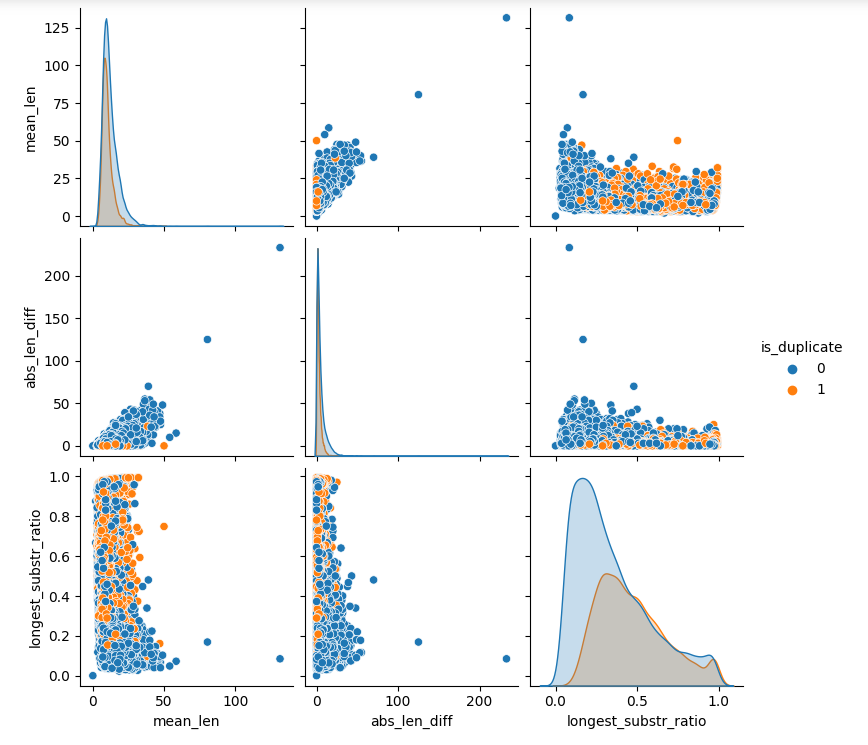 mean_len
125
100
75
50
25
0
abs_len_diff
200
150
100
50
0
is_duplicate
0
1
longest_substr_ratio
1.0
0.8
0.6
0.4
0.2
0.0
0 50 100
0 100 200
0.0 0.5 1.0
mean_len
abs_len_diff
longest_substr_ratio